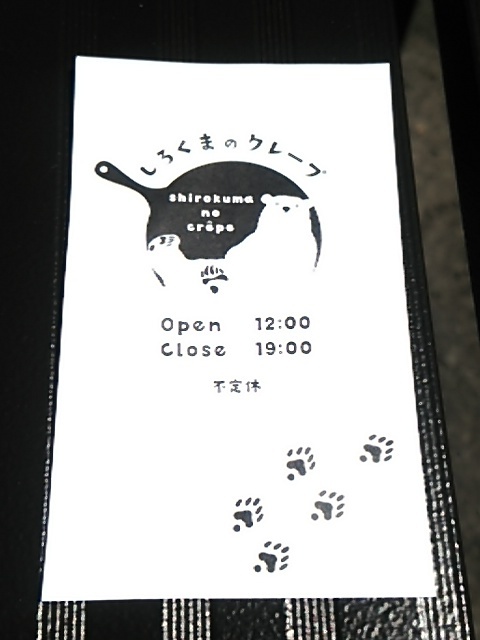 しろくまのクレープ
shirokuma
no
crêpe
Open 12:00
Close 19:00
不定休